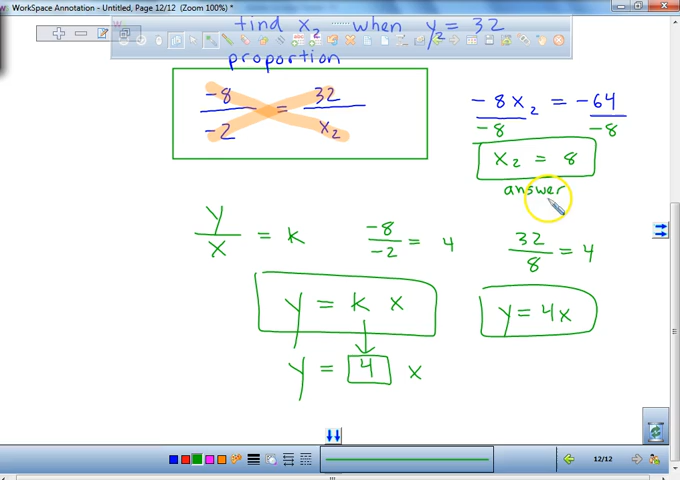 WorkSpace Annotation - Untitled, Page 12/12 (Zoom 100%)*
find x₂ ...... when y₂ = 32
proportion
-8/-2 = 32/x₂
-8x₂ = -64
-8 -8
x₂ = 8
answer
y/x = k -8/-2 = 4 32/8 = 4
y = k x
y = 4x
y = 4 x
12/12